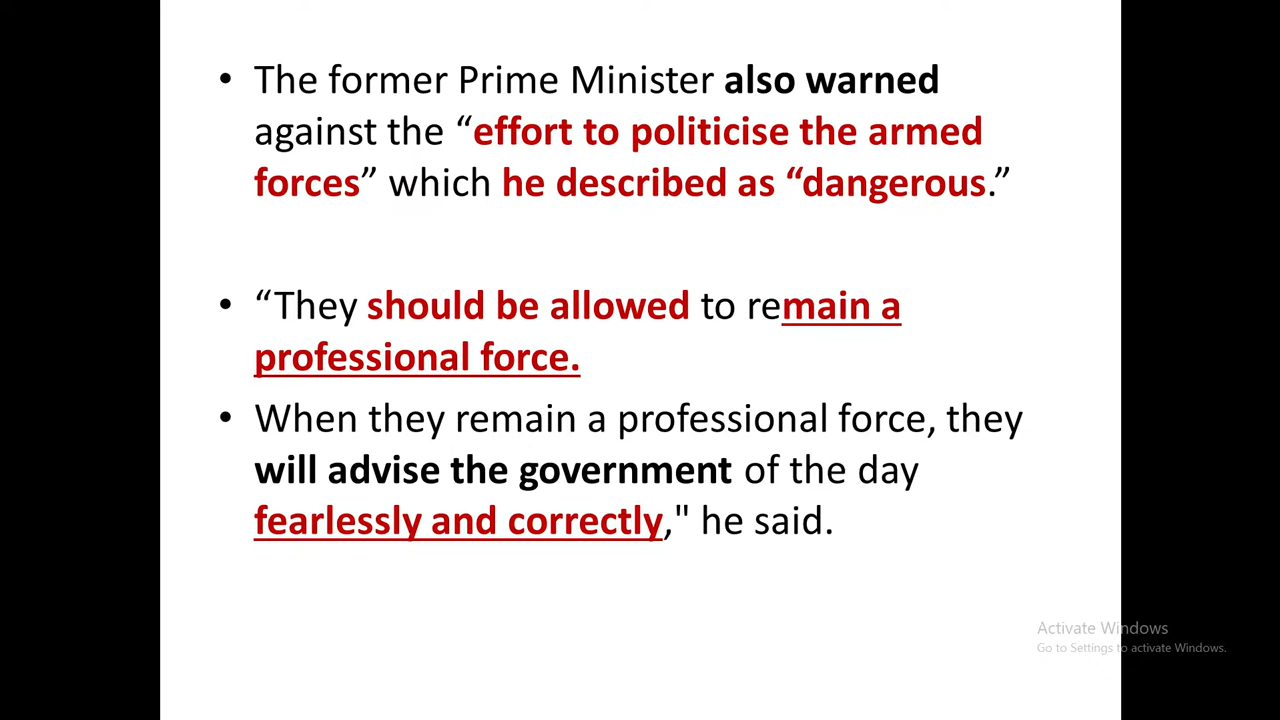 • The former Prime Minister also warned
against the “effort to politicise the armed
forces” which he described as “dangerous.”
• “They should be allowed to remain a
professional force.
• When they remain a professional force, they
will advise the government of the day
fearlessly and correctly," he said.
Activate Windows
Go to Settings to activate Windows.